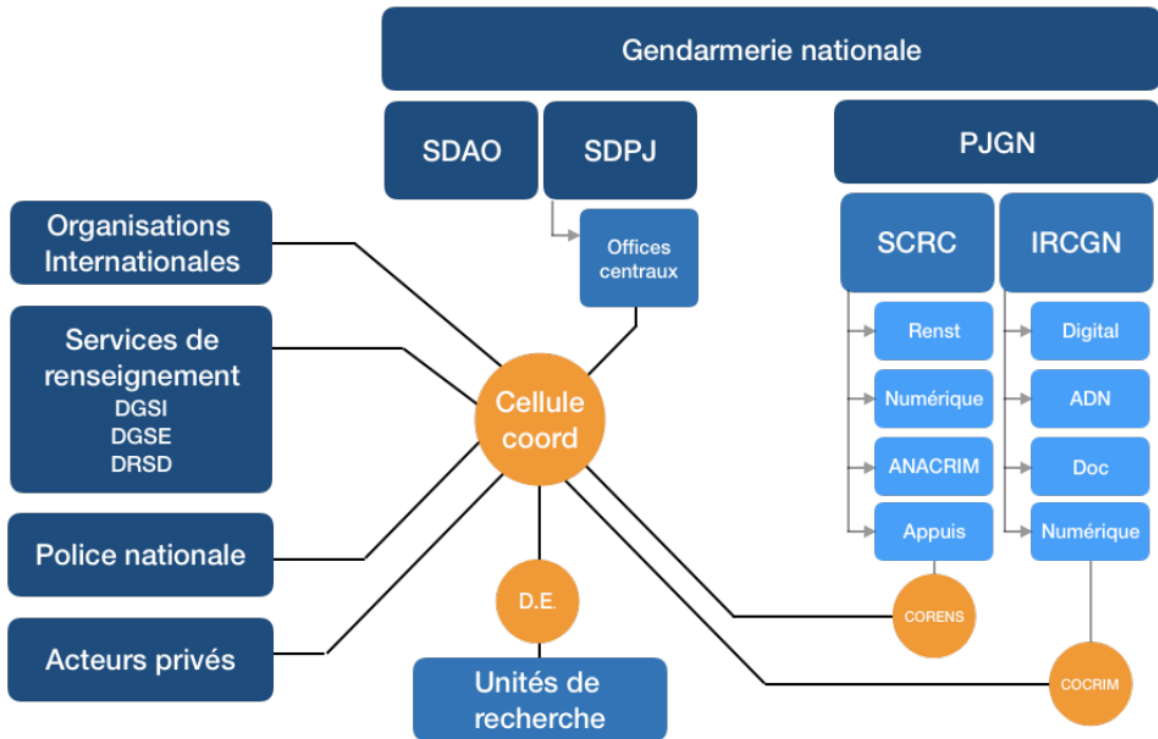 Gendarmerie nationale
SDAO
SDPJ
PJGN
Offices
centraux
SCRC
IRCGN
Organisations
Internationales
Services de
renseignement
DGSI
DGSE
DRSD
Police nationale
Acteurs privés
Cellule
coord
D.E.
Unités de
recherche
Renst
Numérique
ANACRIM
Appuis
CORENS
Digital
ADN
Doc
Numérique
COCRIM